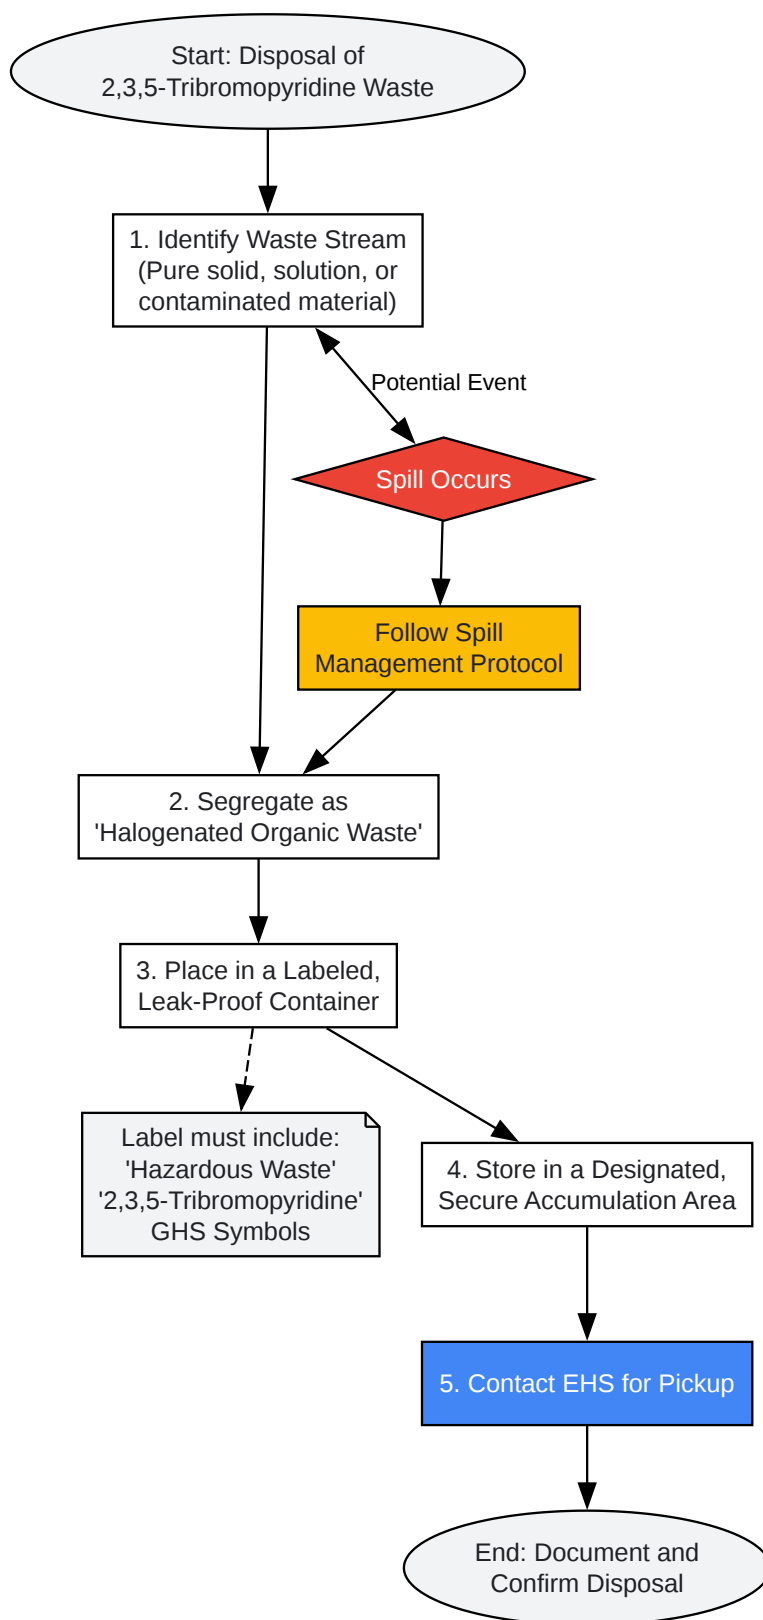 Start: Disposal of
2,3,5-Tribromopyridine Waste
1. Identify Waste Stream
(Pure solid, solution, or
contaminated material)
Potential Event
Spill Occurs
Follow Spill
Management Protocol
2. Segregate as
'Halogenated Organic Waste'
3. Place in a Labeled,
Leak-Proof Container
Label must include:
'Hazardous Waste'
'2,3,5-Tribromopyridine'
GHS Symbols
4. Store in a Designated,
Secure Accumulation Area
5. Contact EHS for Pickup
End: Document and
Confirm Disposal